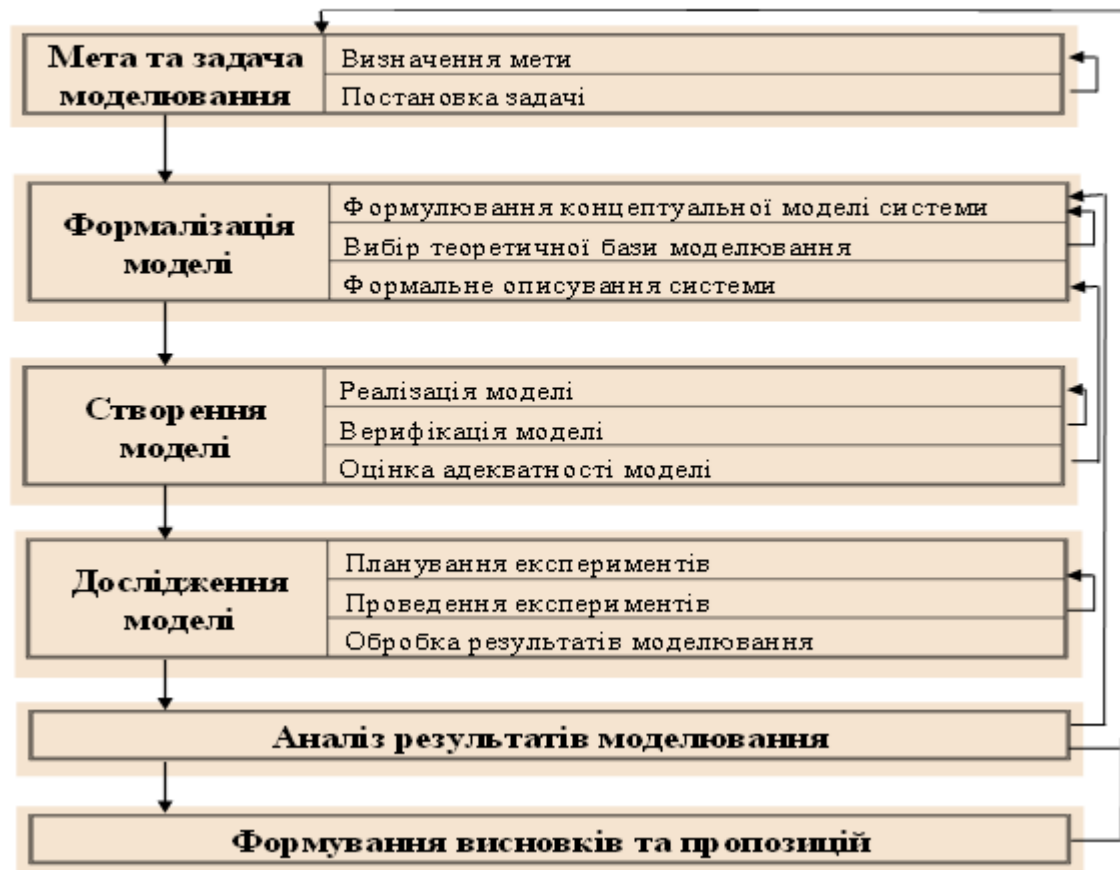 Мета та задача
моделювання
Визначення мети
Постановка задачі
Формалізація
моделі
Формулювання концептуальної моделі системи
Вибір теоретичної бази моделювання
Формальне описування системи
Створення
моделі
Реалізація моделі
Верифікація моделі
Оцінка адекватності моделі
Дослідження
моделі
Планування експериментів
Проведення експериментів
Обробка результатів моделювання
Аналіз результатів моделювання
Формування висновків та пропозицій